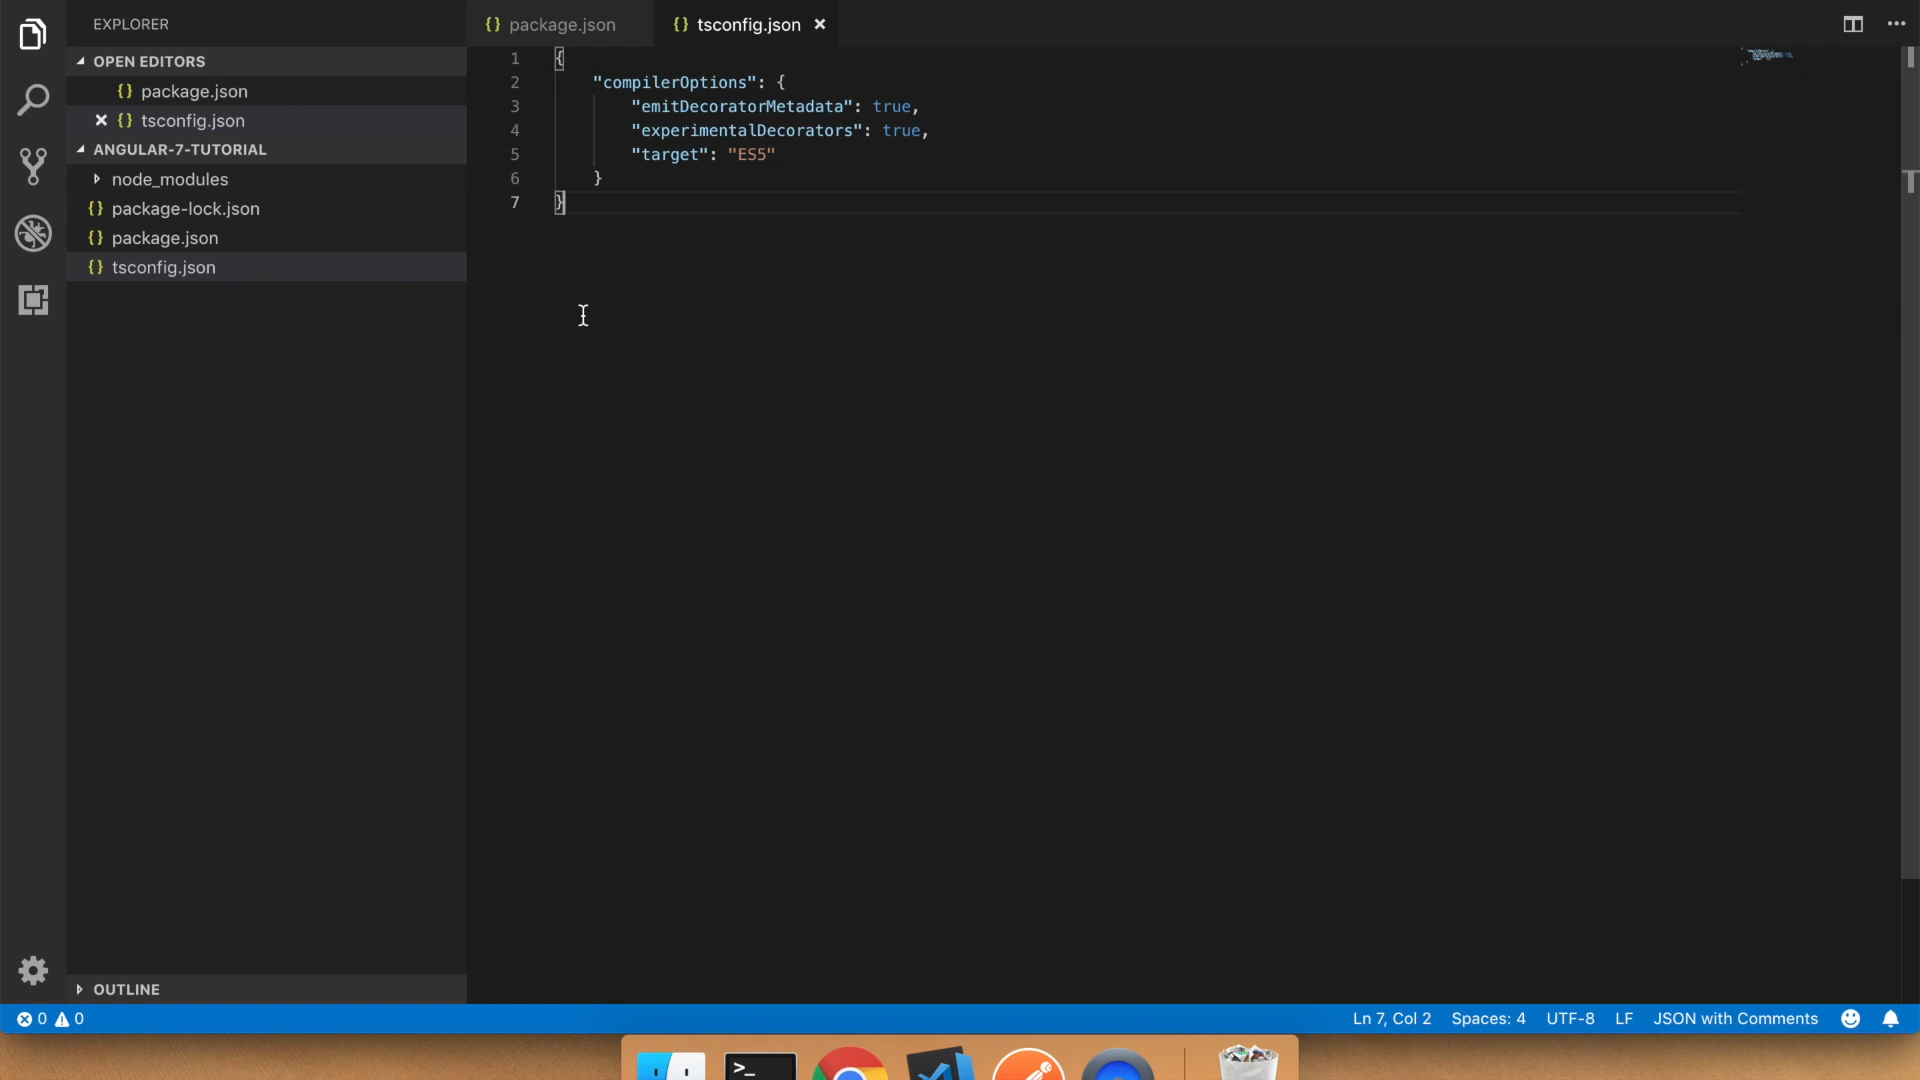 EXPLORER
OPEN EDITORS
{} package.json
{} tsconfig.json
ANGULAR-7-TUTORIAL
node_modules
{} package-lock.json
{} package.json
{} tsconfig.json
OUTLINE
{} package.json
{} tsconfig.json
1 {
2 "compilerOptions": {
3 "emitDecoratorMetadata": true,
4 "experimentalDecorators": true,
5 "target": "ES5"
6 }
7 }
0 0
Ln 7, Col 2 Spaces: 4 UTF-8 LF JSON with Comments
>_